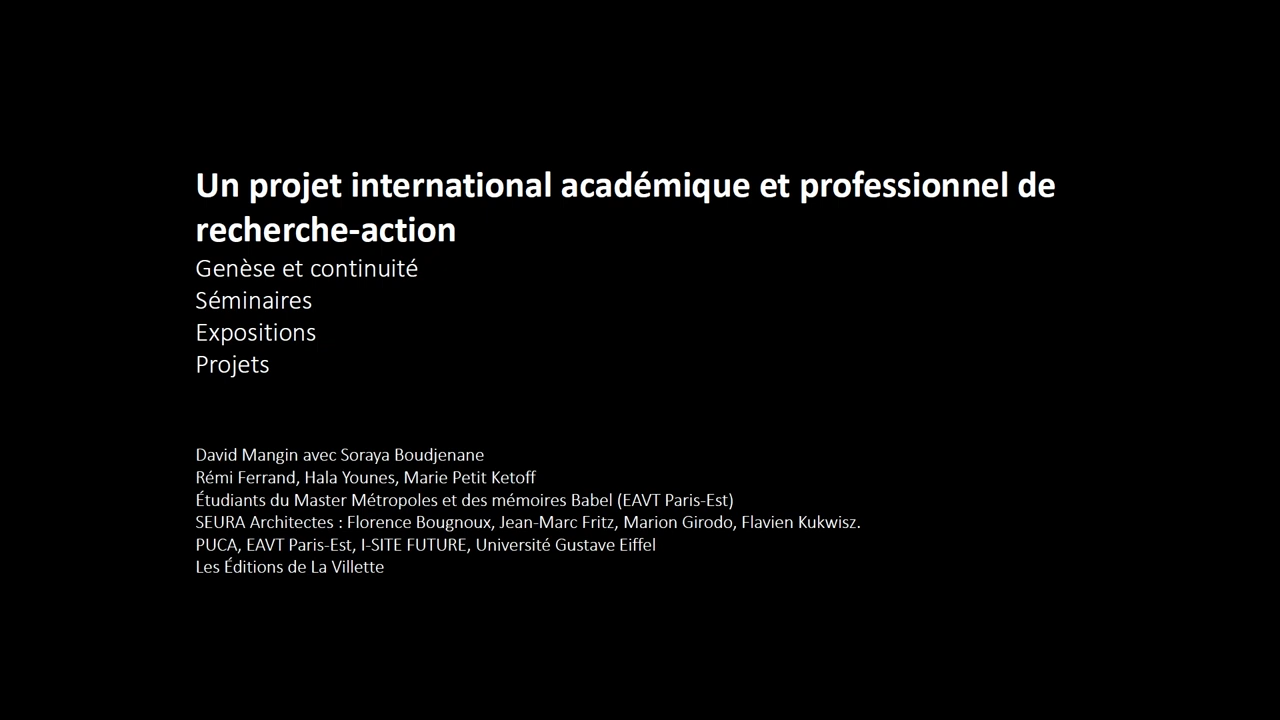 Un projet international académique et professionnel de
recherche-action
Genèse et continuité
Séminaires
Expositions
Projets
David Mangin avec Soraya Boudjenane
Rémi Ferrand, Hala Younes, Marie Petit Ketoff
Étudiants du Master Métropoles et des mémoires Babel (EAVT Paris-Est)
SEURA Architectes : Florence Bougnoux, Jean-Marc Fritz, Marion Girodo, Flavien Kukwisz.
PUCA, EAVT Paris-Est, I-SITE FUTURE, Université Gustave Eiffel
Les Éditions de La Villette